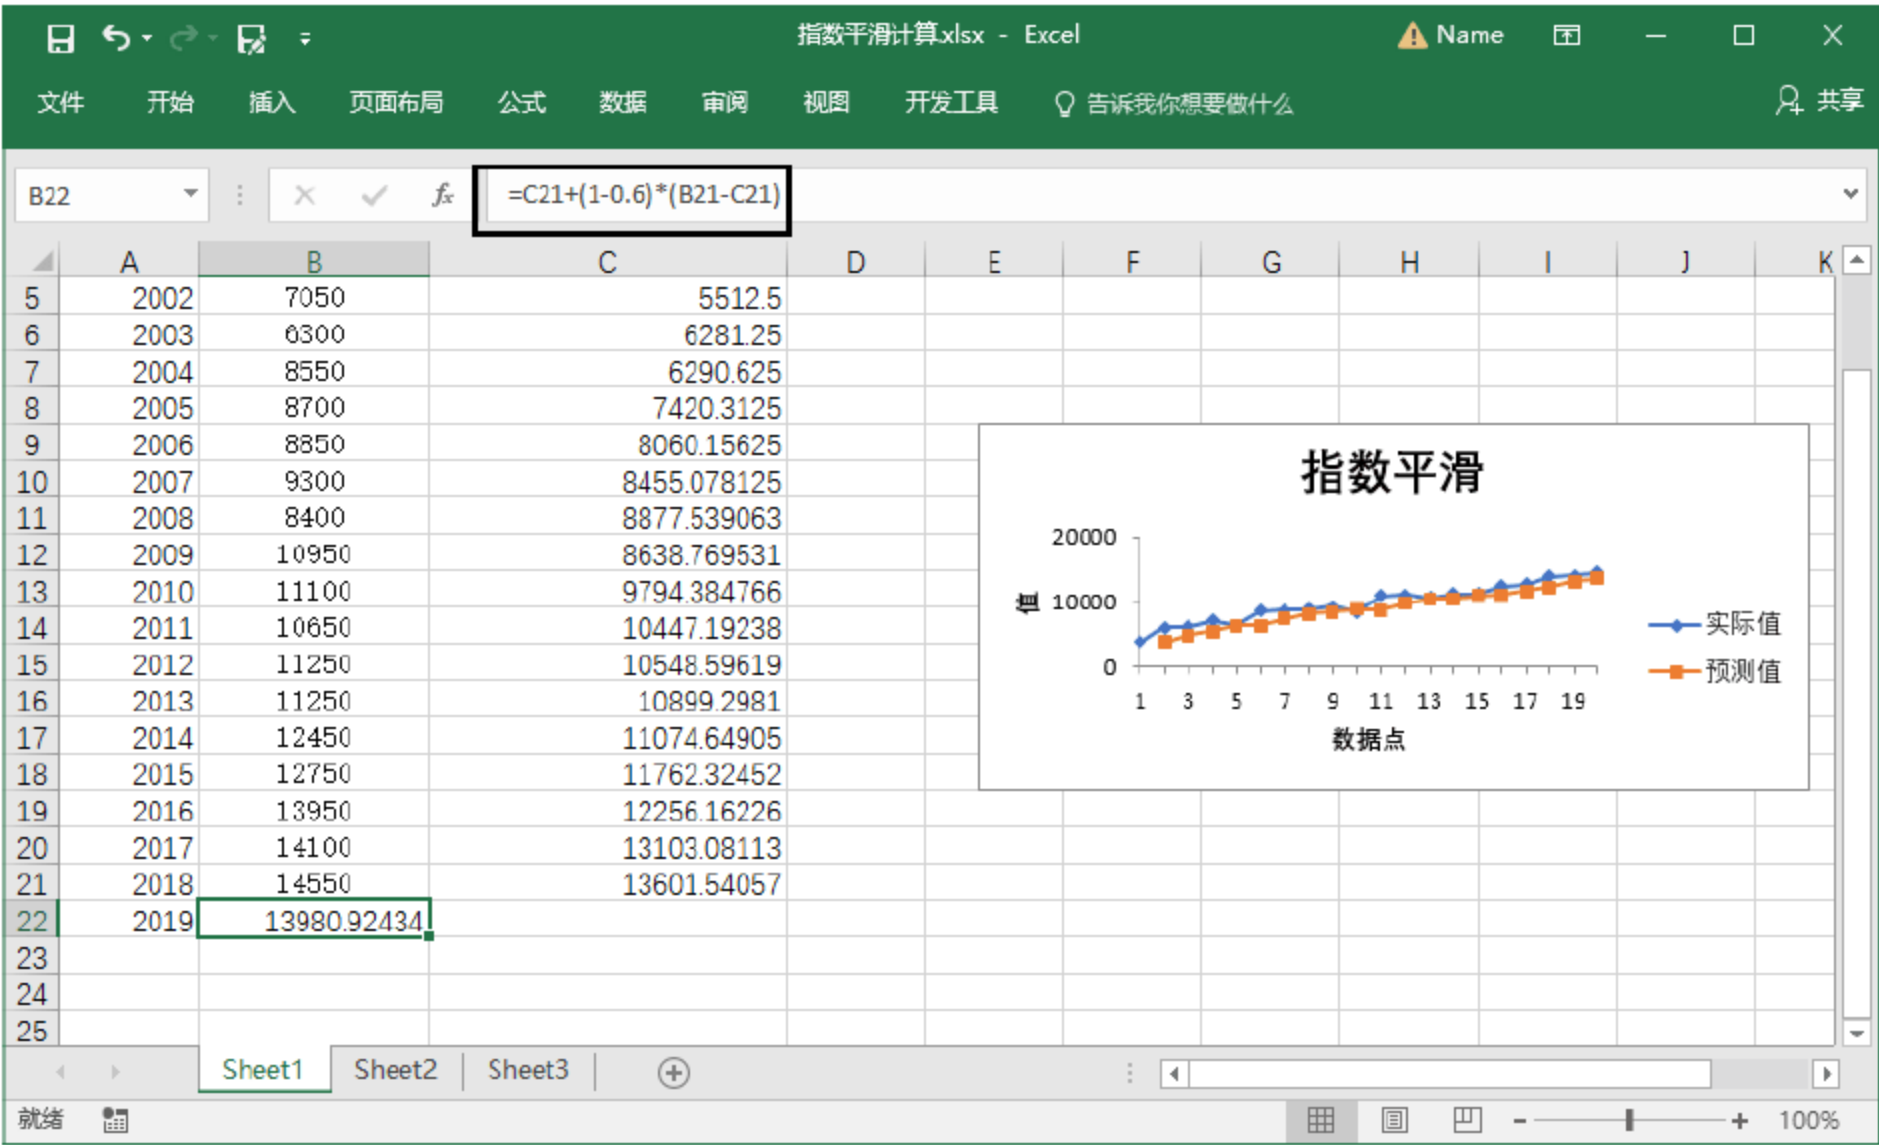 指数平滑计算.xlsx - Excel
Name
文件 开始 插入 页面布局 公式 数据 审阅 视图 开发工具 告诉我你想要做什么 共享
B22 fx =C21+(1-0.6)*(B21-C21)
A B C D E F G H I J K
5 2002 7050 5512.5
6 2003 6300 6281.25
7 2004 8550 6290.625
8 2005 8700 7420.3125
9 2006 8850 8060.15625
10 2007 9300 8455.078125
11 2008 8400 8877.539063
12 2009 10950 8638.769531
13 2010 11100 9794.384766
14 2011 10650 10447.19238
15 2012 11250 10548.59619
16 2013 11250 10899.2981
17 2014 12450 11074.64905
18 2015 12750 11762.32452
19 2016 13950 12256.16226
20 2017 14100 13103.08113
21 2018 14550 13601.54057
22 2019 13980.92434
23
24
25
指数平滑
20000
10000
0
值
1 3 5 7 9 11 13 15 17 19
数据点
实际值
预测值
Sheet1 Sheet2 Sheet3
就绪
100%